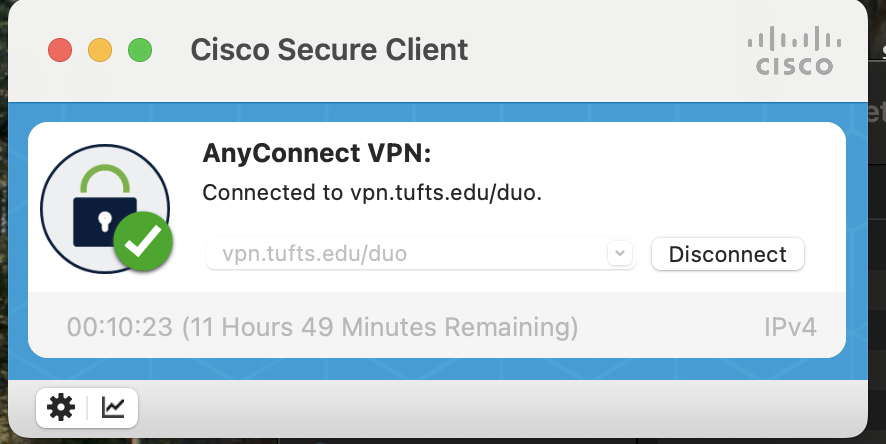 Cisco Secure Client
CISCO
AnyConnect VPN:
Connected to vpn.tufts.edu/duo.
vpn.tufts.edu/duo
Disconnect
00:10:23 (11 Hours 49 Minutes Remaining)
IPv4